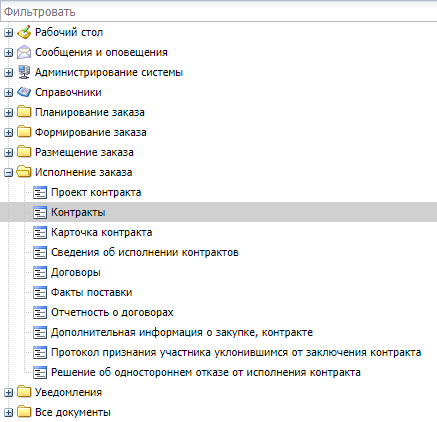 Фильтровать
Рабочий стол
Сообщения и оповещения
Администрирование системы
Справочники
Планирование заказа
Формирование заказа
Размещение заказа
Исполнение заказа
Проект контракта
Контракты
Карточка контракта
Сведения об исполнении контрактов
Договоры
Факты поставки
Отчетность о договорах
Дополнительная информация о закупке, контракте
Протокол признания участника уклонившимся от заключения контракта
Решение об одностороннем отказе от исполнения контракта
Уведомления
Все документы